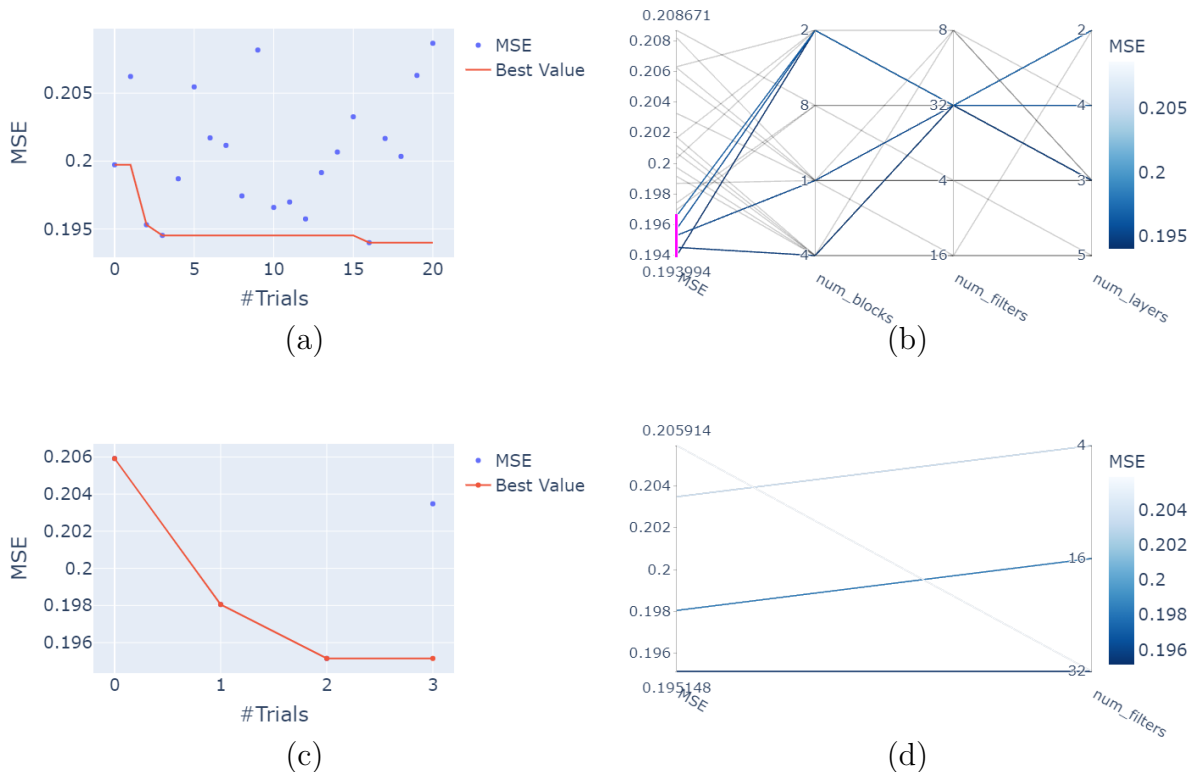 0.205
0.2
0.195
MSE
0
5
10
15
20
#Trials
MSE
Best Value
(a)
0.208671
0.208
0.206
0.204
0.202
0.2
0.198
0.196
0.194
0.193994
MSE
2
8
1
4
num_blocks
8
32
4
16
num_filters
2
4
3
5
num_layers
MSE
0.205
0.2
0.195
(b)
0.206
0.204
0.202
0.2
0.198
0.196
MSE
0
1
2
3
#Trials
MSE
Best Value
(c)
0.205914
0.204
0.202
0.2
0.198
0.196
0.195148
MSE
4
16
32
num_filters
MSE
0.204
0.202
0.2
0.198
0.196
(d)